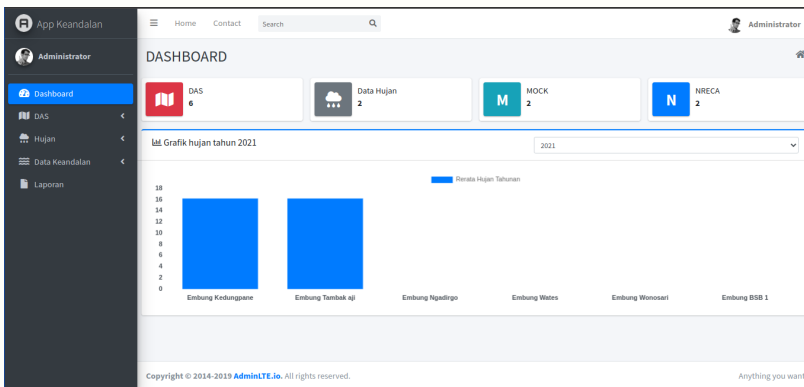 App Keandalan
Home Contact Search
Administrator
Administrator
DASHBOARD
Dashboard
DAS
Hujan
Data Keandalan
Laporan
DAS
6
Data Hujan
2
M
MOCK
2
N
NRECA
2
Grafik hujan tahun 2021
2021
Rerata Hujan Tahunan
18
16
14
12
10
8
6
4
2
0
Embung Kedungpane Embung Tambak aji Embung Ngadirgo Embung Wates Embung Wonosari Embung BSB 1
Copyright © 2014-2019 AdminLTE.io. All rights reserved.
Anything you want